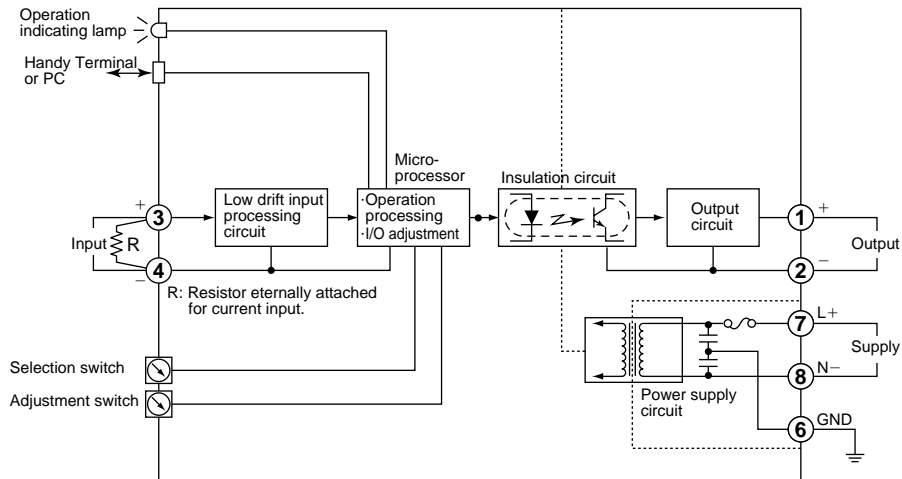 Operation
indicating lamp
Handy Terminal
or PC
Micro-
processor
Insulation circuit
+
3
Low drift input
processing
circuit
·Operation
processing
·I/O adjustment
Output
circuit
1
+
Input
R
Output
4
−
2
−
R: Resistor eternally attached
for current input.
7
L+
Supply
8
N−
Selection switch
Adjustment switch
Power supply
circuit
6
GND